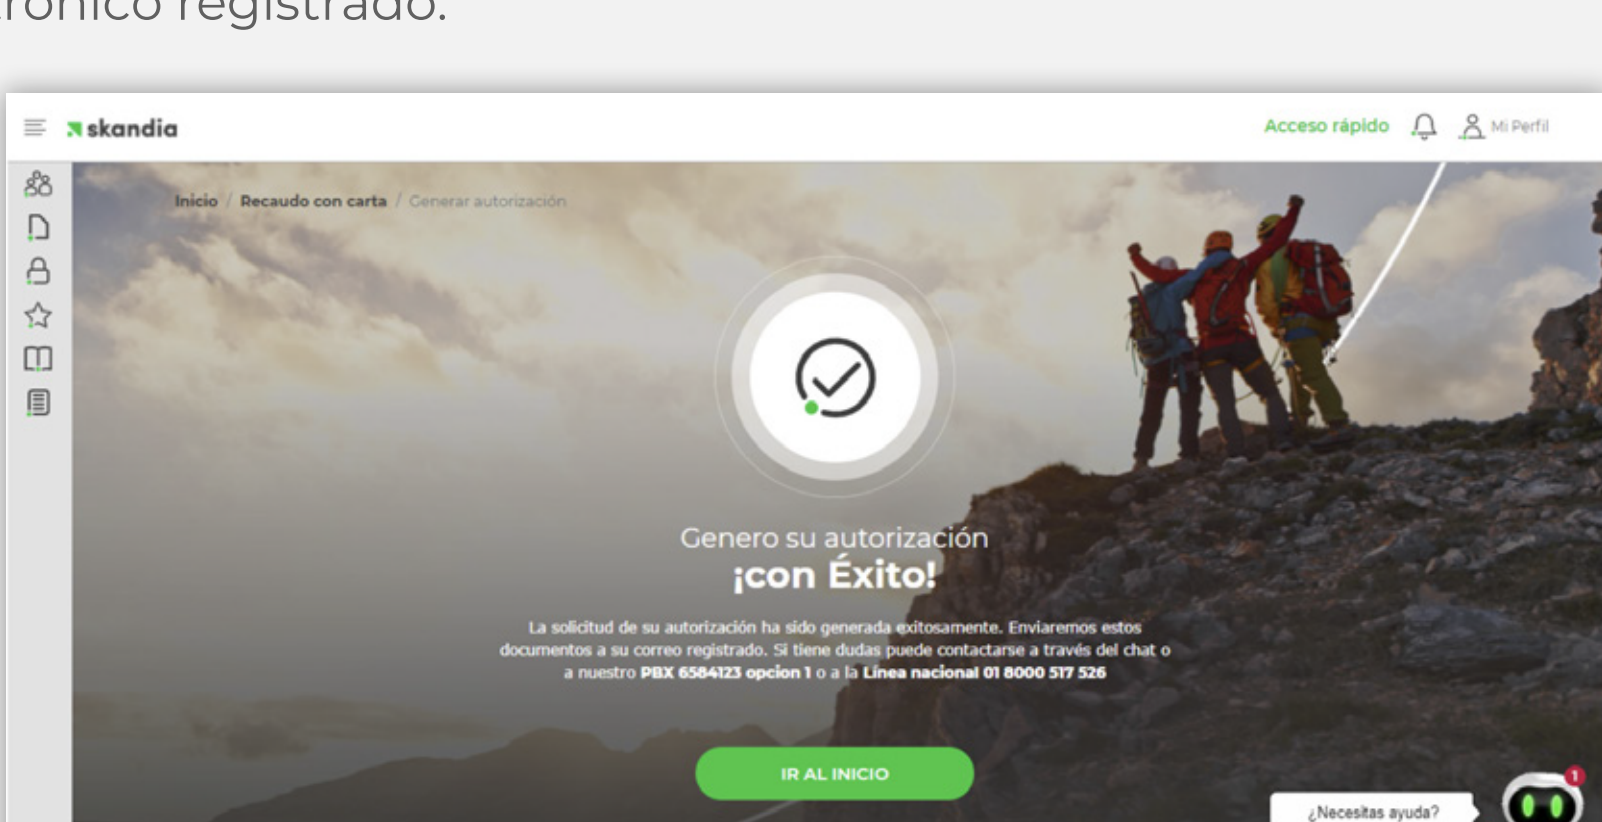 trónico registrado.
skandia
Acceso rápido
Mi Perfil
Inicio / Recaudo con carta / Generar autorización
Genero su autorización
¡con Éxito!
La solicitud de su autorización ha sido generada exitosamente. Enviaremos estos
documentos a su correo registrado. Si tiene dudas puede contactarse a través del chat o
a nuestro PBX 6584123 opcion 1 o a la Línea nacional 01 8000 517 526
IR AL INICIO
¿Necesitas ayuda?
1